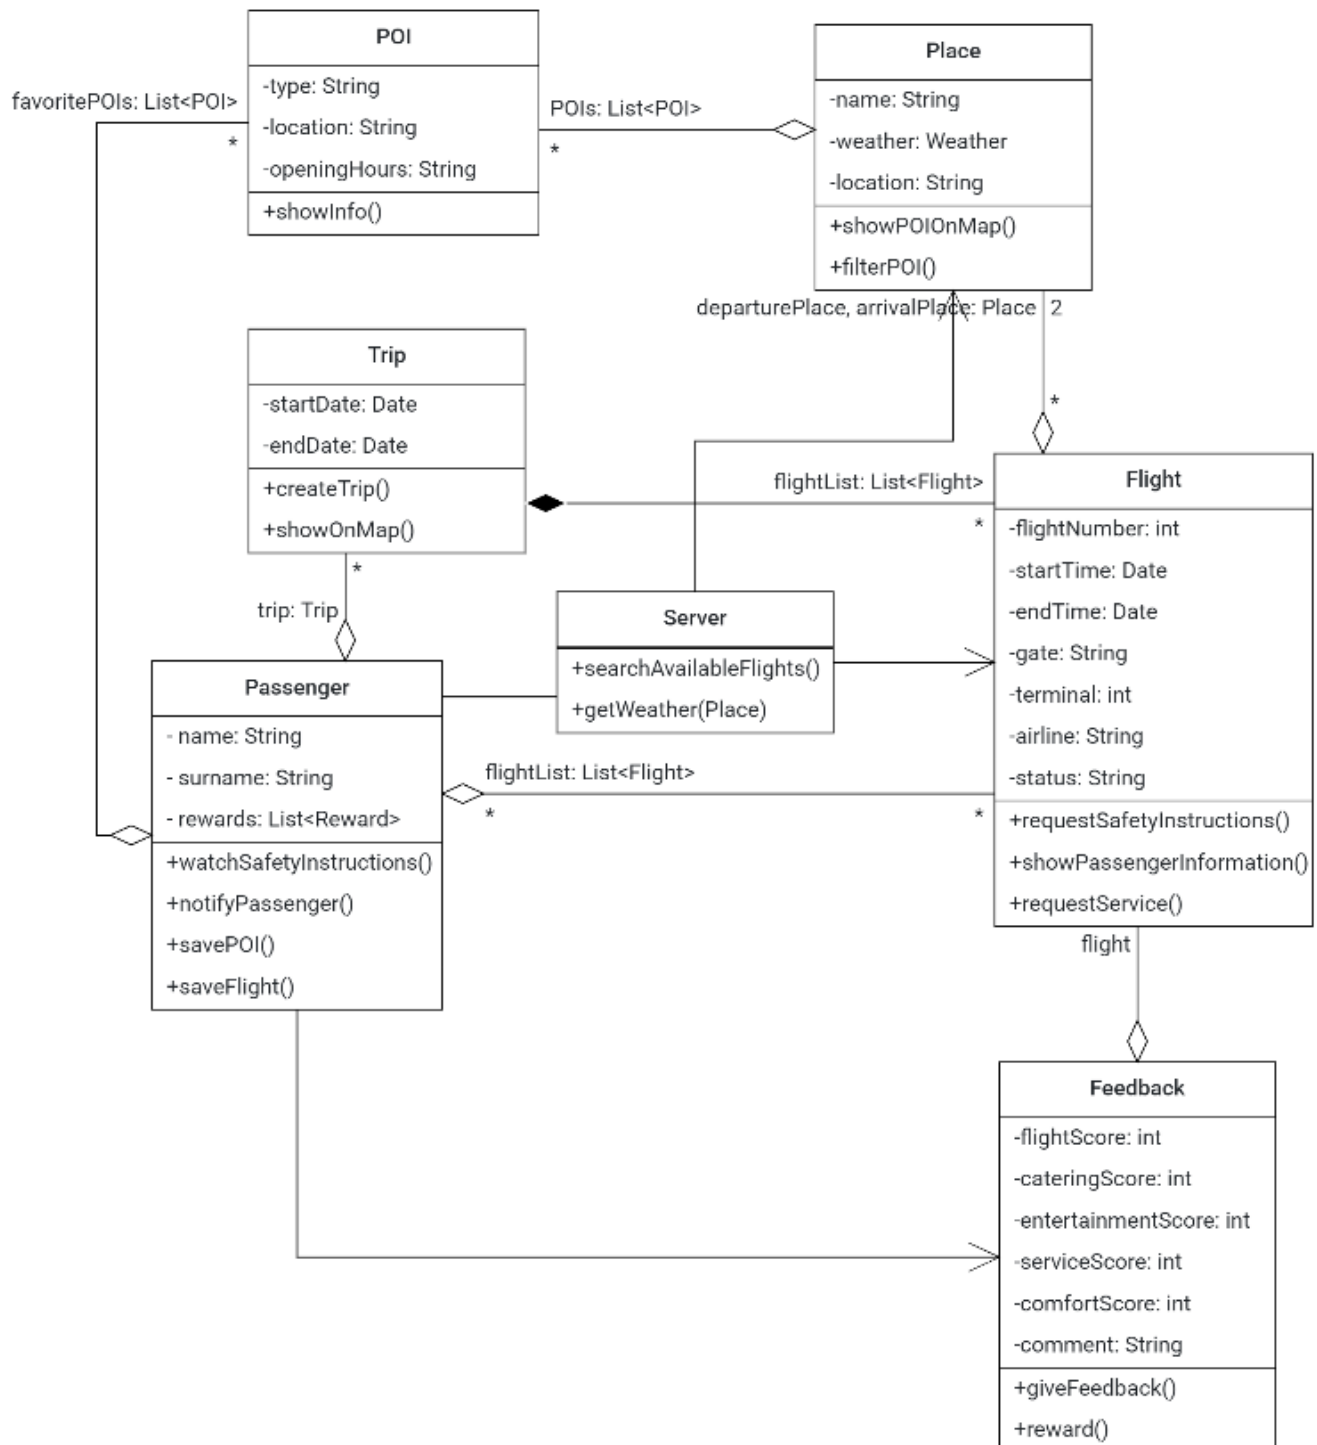 POI
-type: String
-location: String
-openingHours: String
+showInfo()
favoritePOIs: List<POI>
*
POIs: List<POI>
*
Place
-name: String
-weather: Weather
-location: String
+showPOIOnMap()
+filterPOI()
departurePlace, arrivalPlace: Place
2
*
Trip
-startDate: Date
-endDate: Date
+createTrip()
+showOnMap()
*
trip: Trip
flightList: List<Flight>
*
Flight
-flightNumber: int
-startTime: Date
-endTime: Date
-gate: String
-terminal: int
-airline: String
-status: String
+requestSafetyInstructions()
+showPassengerInformation()
+requestService()
flight
Server
+searchAvailableFlights()
+getWeather(Place)
Passenger
- name: String
- surname: String
- rewards: List<Reward>
+watchSafetyInstructions()
+notifyPassenger()
+savePOI()
+saveFlight()
flightList: List<Flight>
*
*
Feedback
-flightScore: int
-cateringScore: int
-entertainmentScore: int
-serviceScore: int
-comfortScore: int
-comment: String
+giveFeedback()
+reward()